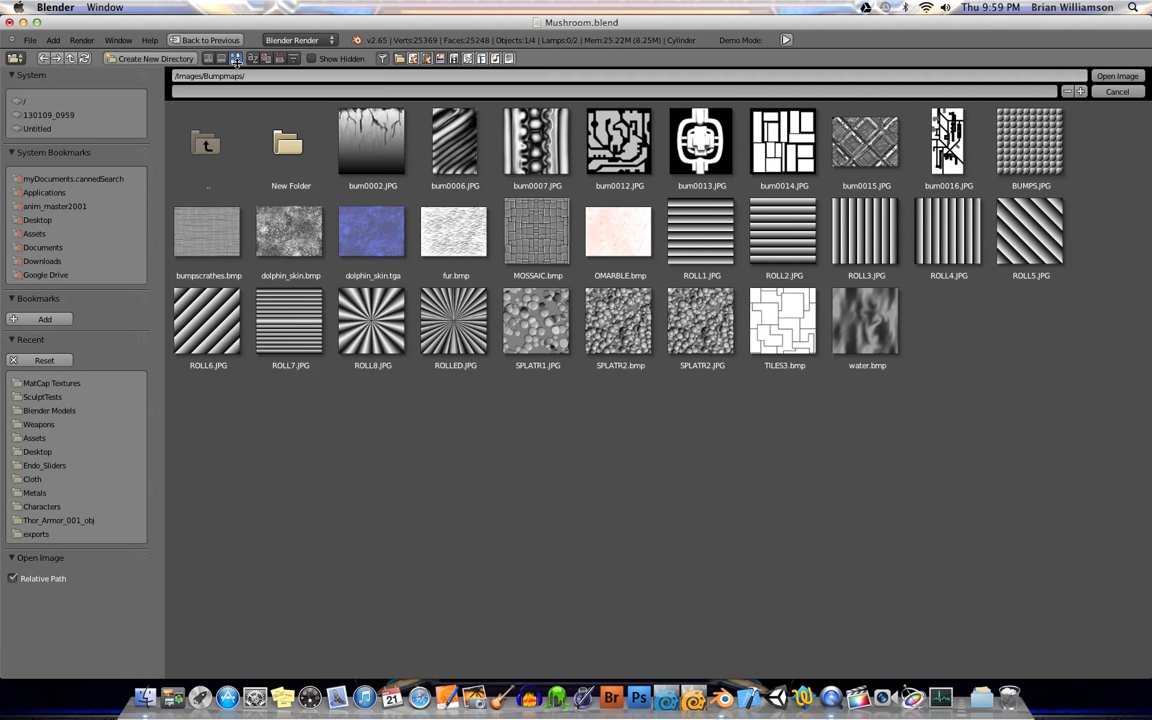 Blender Window Thu 9:59 PM Brian Williamson
Mushroom.blend
File Add Render Window Help Back to Previous Blender Render v2.65 | Verts:25369 | Faces:25248 | Objects:1/4 | Lamps:0/2 | Mem:25.22M (8.25M) | Cylinder Demo Mode:
Create New Directory Show Hidden
System
/Images/Bumpmaps/ Open Image
Cancel
/
130109_0959
Untitled
System Bookmarks
myDocuments.cannedSearch
Applications
anim_master2001
Desktop
Assets
Documents
Downloads
Google Drive
Bookmarks
Add
Recent
Reset
MatCap Textures
SculptTests
Blender Models
Weapons
Assets
Desktop
Endo_Sliders
Cloth
Metals
Characters
Thor_Armor_001_obj
exports
Open Image
Relative Path
.. New Folder bum0002.JPG bum0006.JPG bum0007.JPG bum0012.JPG bum0013.JPG bum0014.JPG bum0015.JPG bum0016.JPG BUMPS.JPG
bumpscrathes.bmp dolphin_skin.bmp dolphin_skin.tga fur.bmp MOSSAIC.bmp OMARBLE.bmp ROLL1.JPG ROLL2.JPG ROLL3.JPG ROLL4.JPG ROLL5.JPG
ROLL6.JPG ROLL7.JPG ROLL8.JPG ROLLED.JPG SPLATR1.JPG SPLATR2.bmp SPLATR2.JPG TILES3.bmp water.bmp
21 Br Ps